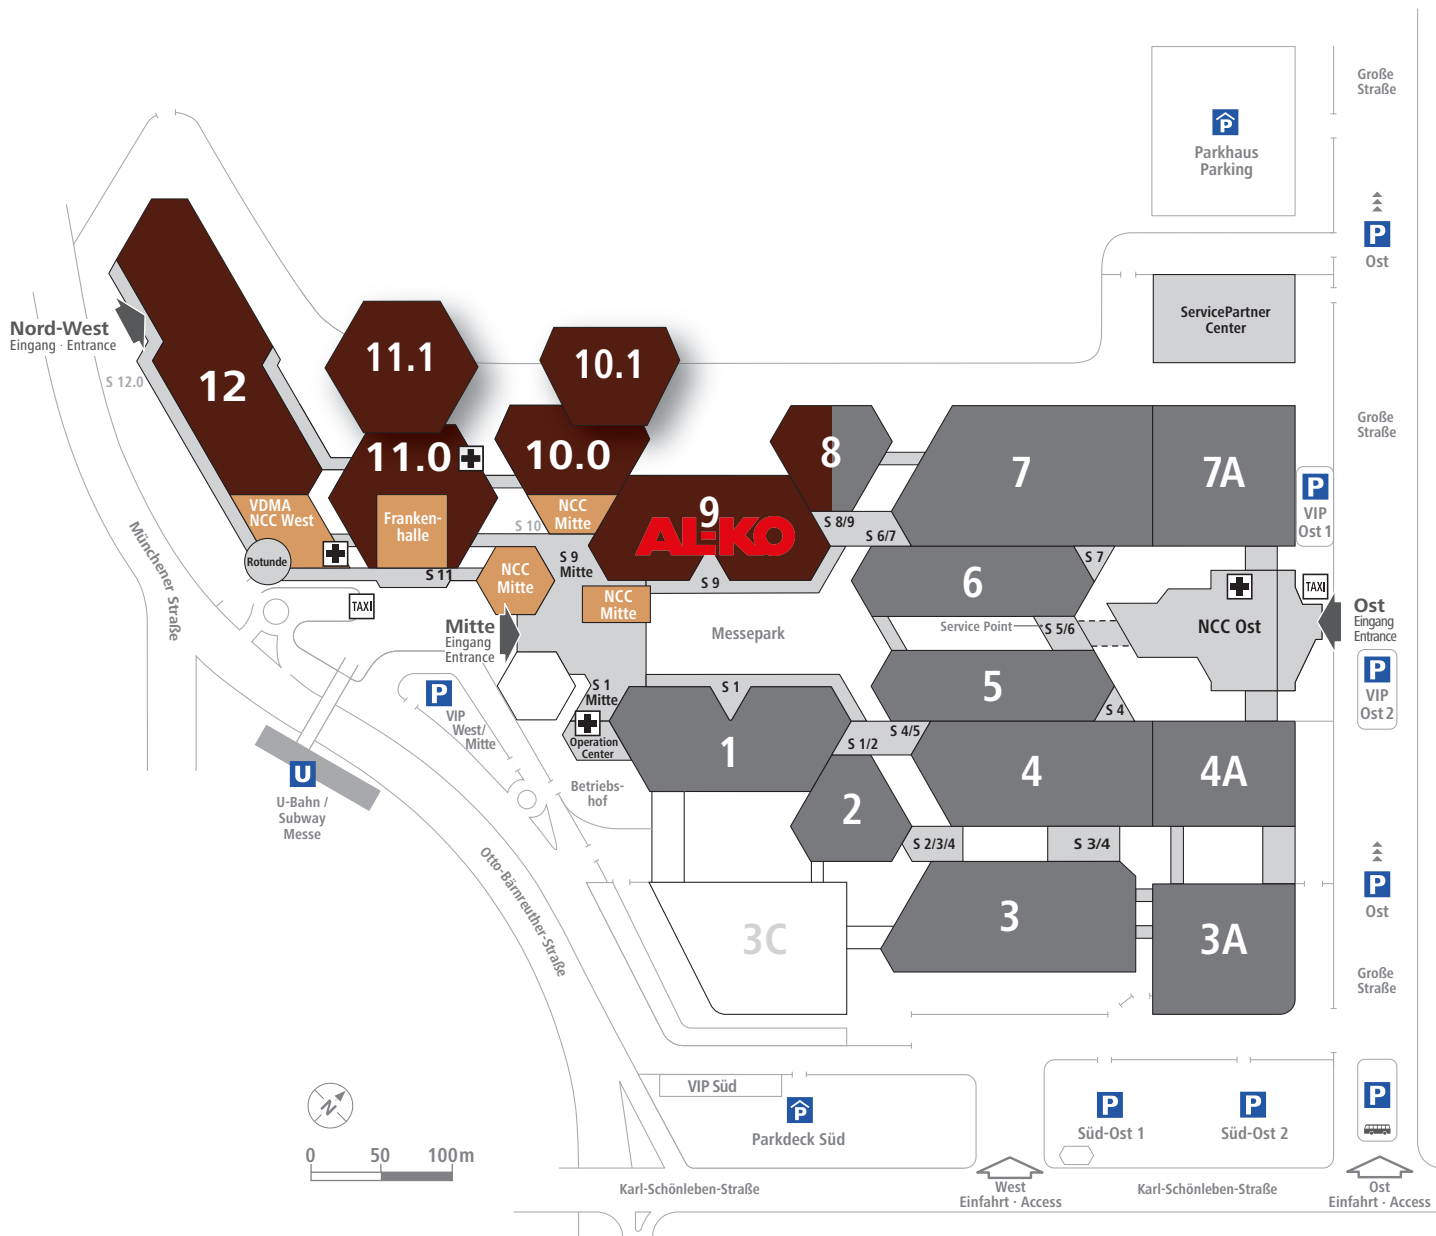 Große
Straße
P
Parkhaus
Parking
P
Ost
ServicePartner
Center
Nord-West
Eingang · Entrance
S 12.0
12
11.1
10.1
11.0
10.0
8
7
7A
Große
Straße
P
VIP
Ost 1
VDMA
NCC West
Franken-
halle
S 10
NCC
Mitte
9
AL-KO
S 8/9
S 6/7
Rotunde
S 11
NCC
Mitte
S 9
Mitte
S 9
NCC
Mitte
6
S 7
TAXI
TAXI
Mitte
Eingang
Entrance
Messepark
Service Point
S 5/6
NCC Ost
Ost
Eingang
Entrance
Münchener Straße
P
VIP
West/
Mitte
S 1
Mitte
S 1
5
S 4
P
VIP
Ost 2
Operation
Center
1
S 1/2
S 4/5
4
4A
U
U-Bahn /
Subway
Messe
Betriebs-
hof
2
S 2/3/4
S 3/4
Otto-Bärnreuther-Straße
3C
3
3A
P
Ost
Große
Straße
VIP Süd
P
Parkdeck Süd
P
Süd-Ost 1
P
Süd-Ost 2
P
N
0
50
100m
Karl-Schönleben-Straße
West
Einfahrt · Access
Karl-Schönleben-Straße
Ost
Einfahrt · Access